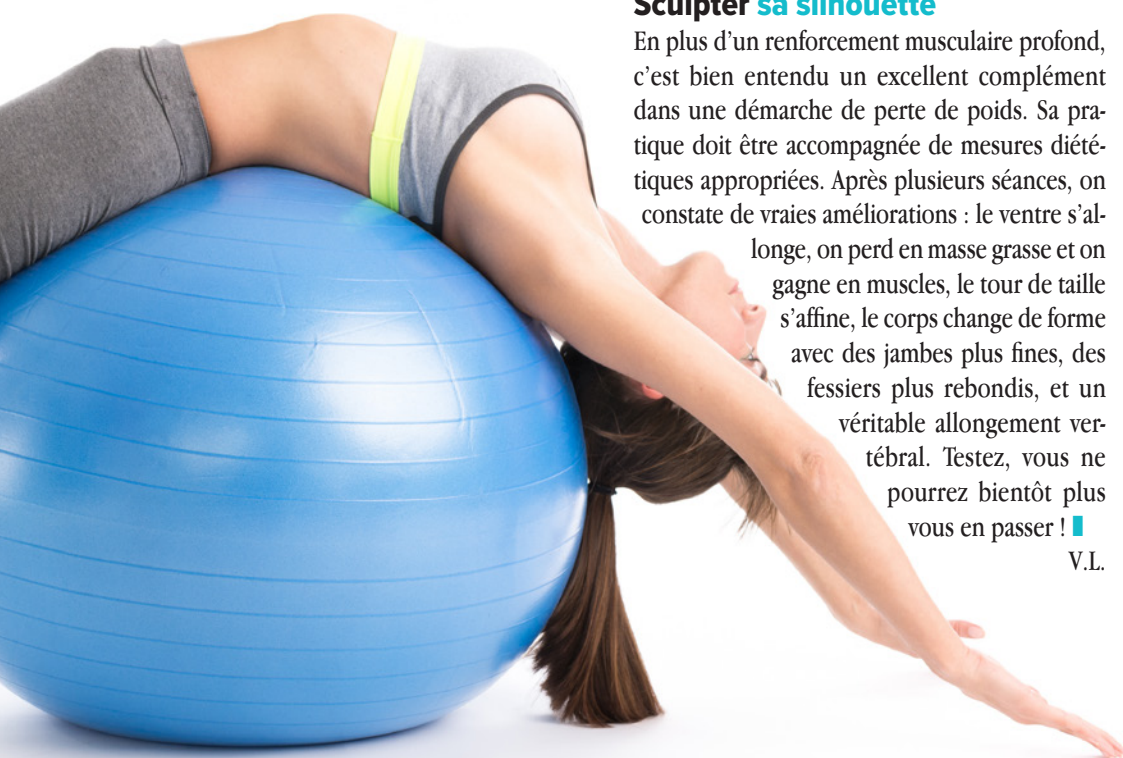 Sculpter sa silhouette
En plus d’un renforcement musculaire profond,
c’est bien entendu un excellent complément
dans une démarche de perte de poids. Sa pra-
tique doit être accompagnée de mesures diété-
tiques appropriées. Après plusieurs séances, on
constate de vraies améliorations : le ventre s’al-
longe, on perd en masse grasse et on
gagne en muscles, le tour de taille
s’affine, le corps change de forme
avec des jambes plus fines, des
fessiers plus rebondis, et un
véritable allongement ver-
tébral. Testez, vous ne
pourrez bientôt plus
vous en passer !
V.L.